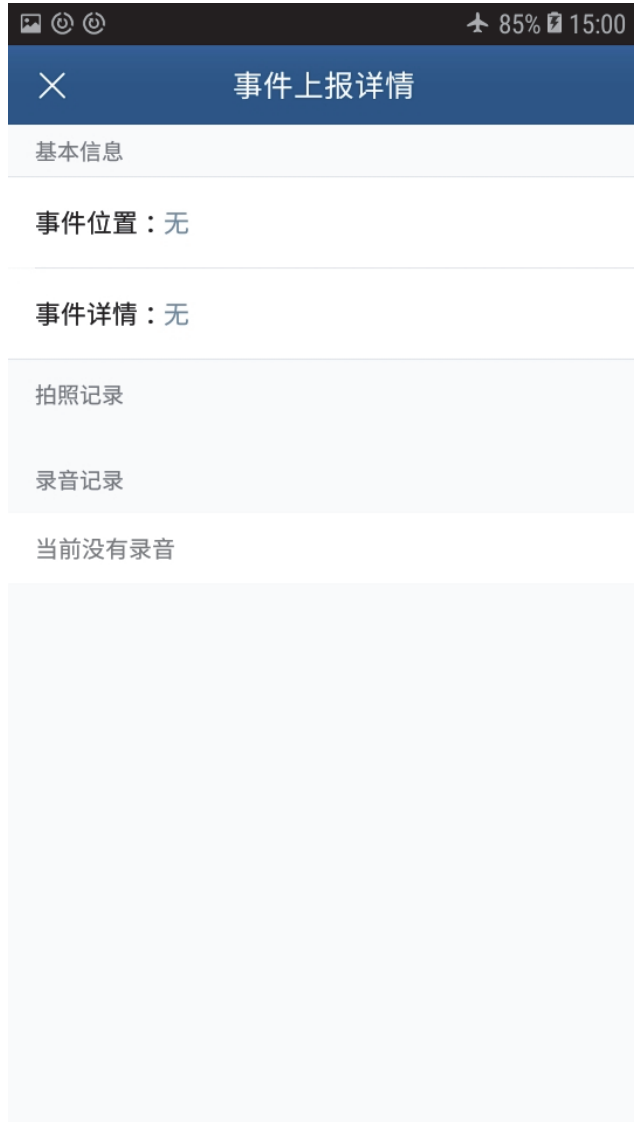 85% 15:00
事件上报详情
基本信息
事件位置：无
事件详情：无
拍照记录
录音记录
当前没有录音